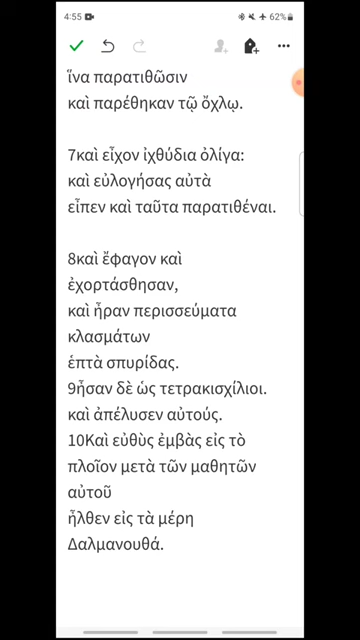 4:55
62%
ἵνα παρατιθῶσιν
καὶ παρέθηκαν τῷ ὄχλῳ.
7καὶ εἶχον ἰχθύδια ὀλίγα:
καὶ εὐλογήσας αὐτὰ
εἶπεν καὶ ταῦτα παρατιθέναι.
8καὶ ἔφαγον καὶ
ἐχορτάσθησαν,
καὶ ἦραν περισσεύματα
κλασμάτων
ἑπτὰ σπυρίδας.
9ἦσαν δὲ ὡς τετρακισχίλιοι.
καὶ ἀπέλυσεν αὐτούς.
10Καὶ εὐθὺς ἐμβὰς εἰς τὸ
πλοῖον μετὰ τῶν μαθητῶν
αὐτοῦ
ἦλθεν εἰς τὰ μέρη
Δαλμανουθά.